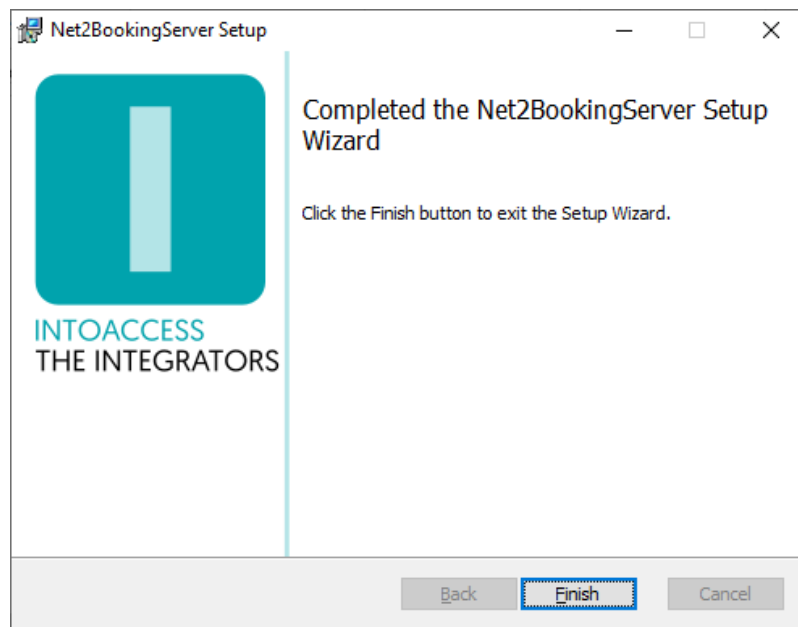 Net2BookingServer Setup
Completed the Net2BookingServer Setup
Wizard
Click the Finish button to exit the Setup Wizard.
INTOACCESS
THE INTEGRATORS
Back
Finish
Cancel